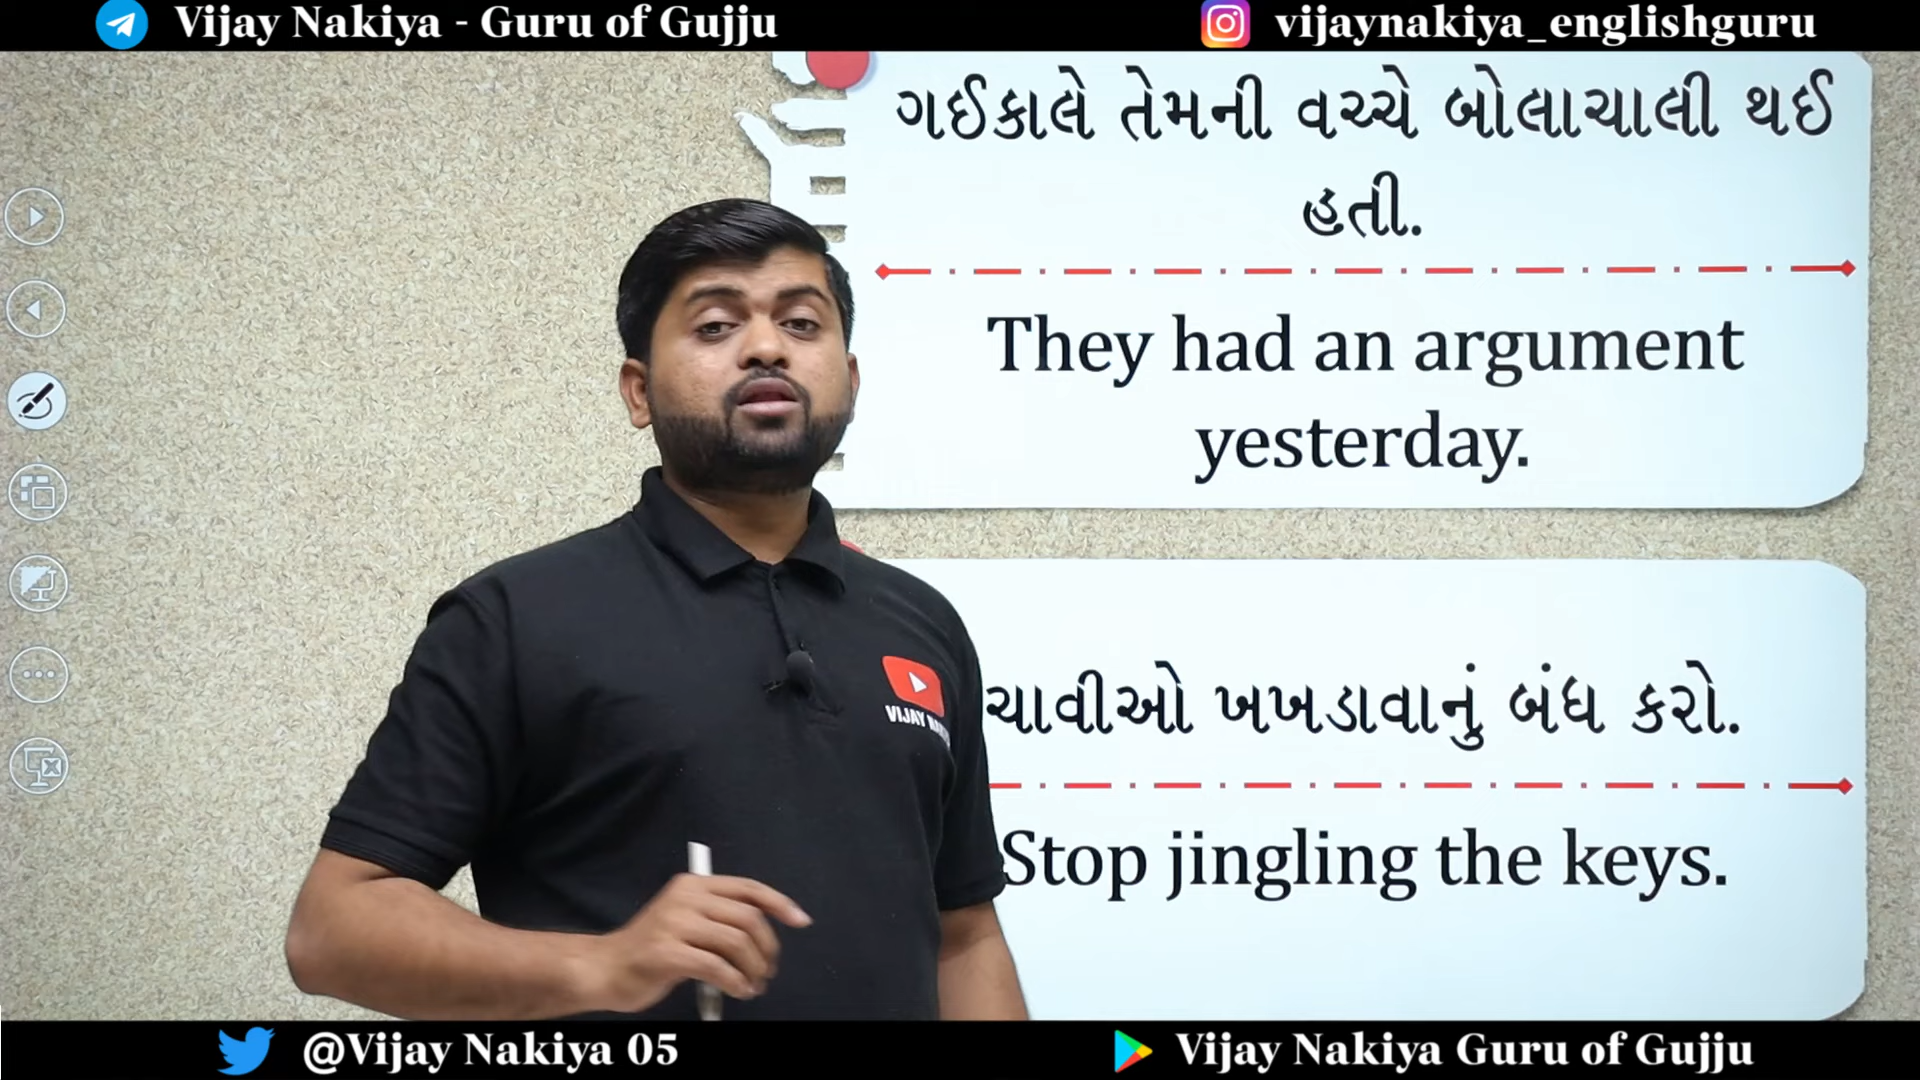 Vijay Nakiya - Guru of Gujju
vijaynakiya_englishguru
ગઈકાલે તેમની વચ્ચે બોલાચાલી થઈ
હતી.
They had an argument
yesterday.
VIJAY
ચાવીઓ ખખડાવાનું બંધ કરો.
Stop jingling the keys.
@Vijay Nakiya 05
Vijay Nakiya Guru of Gujju